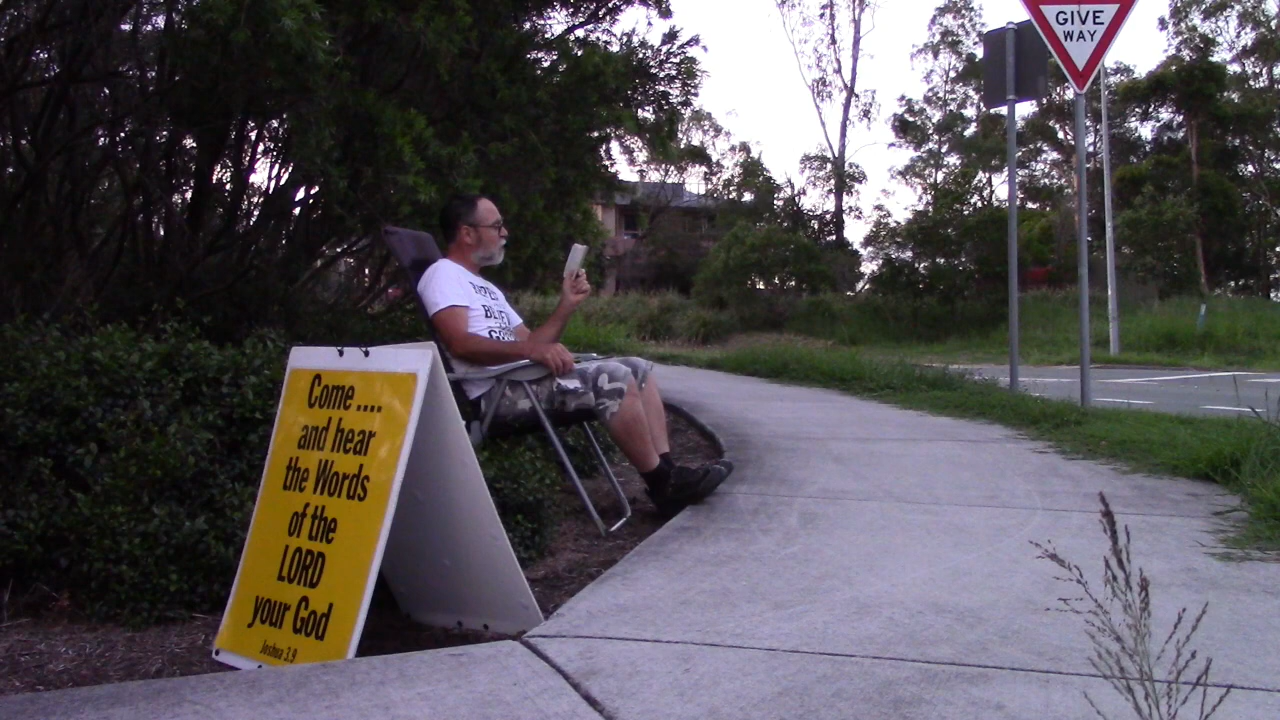 GIVE
WAY
Come....
and hear
the Words
of the
LORD
your God
Joshua 3.9